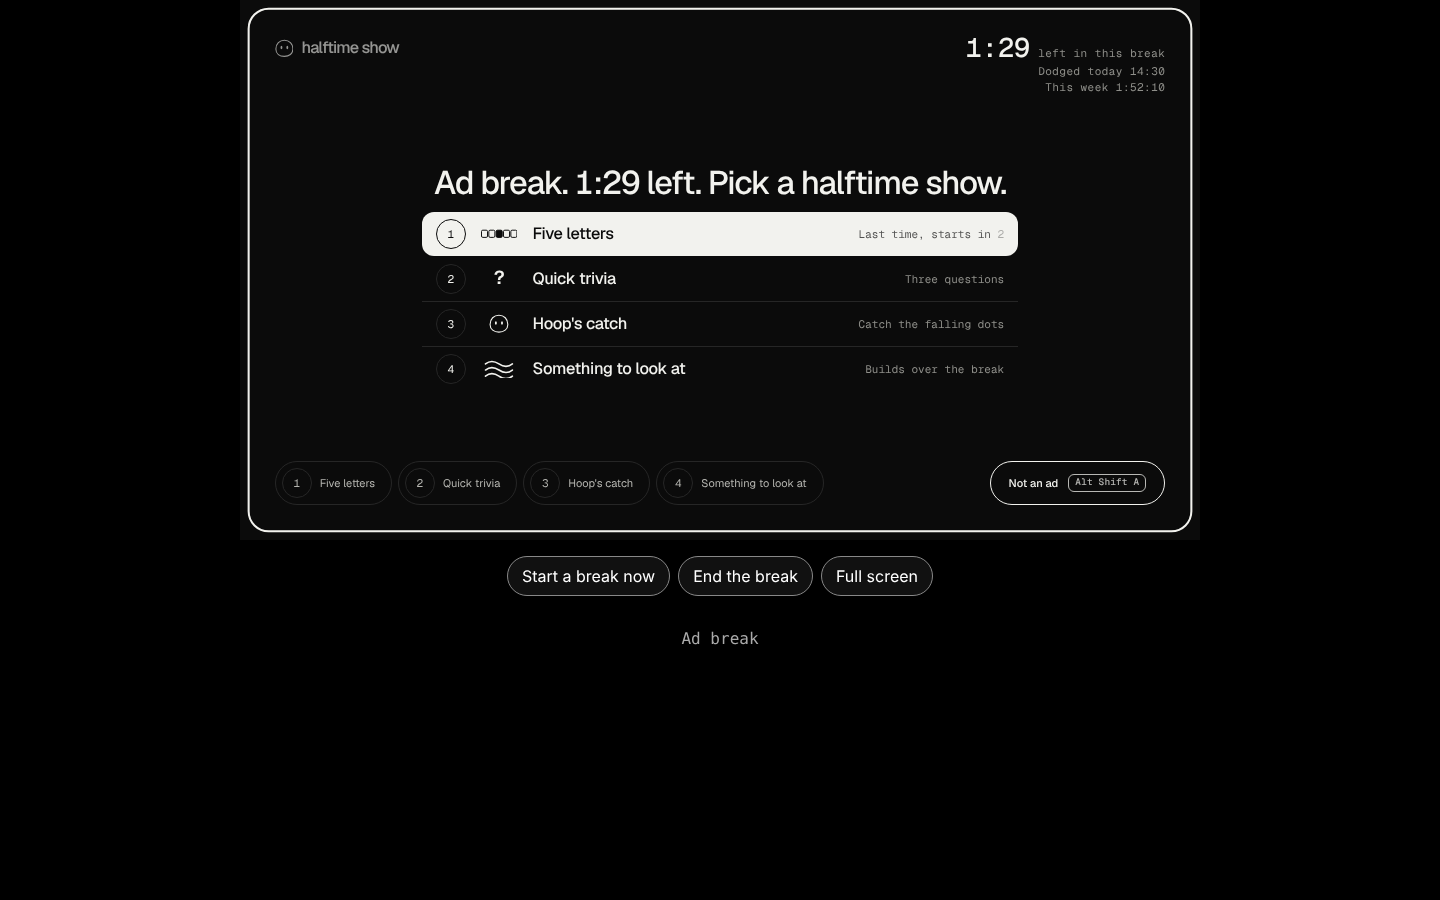 halftime show
1:29 left in this break
Dodged today 14:30
This week 1:52:10
Ad break. 1:29 left. Pick a halftime show.
1 Five letters Last time, starts in 2
2 ? Quick trivia Three questions
3 Hoop's catch Catch the falling dots
4 Something to look at Builds over the break
1 Five letters 2 Quick trivia 3 Hoop's catch 4 Something to look at Not an ad Alt Shift A
Start a break now End the break Full screen
Ad break